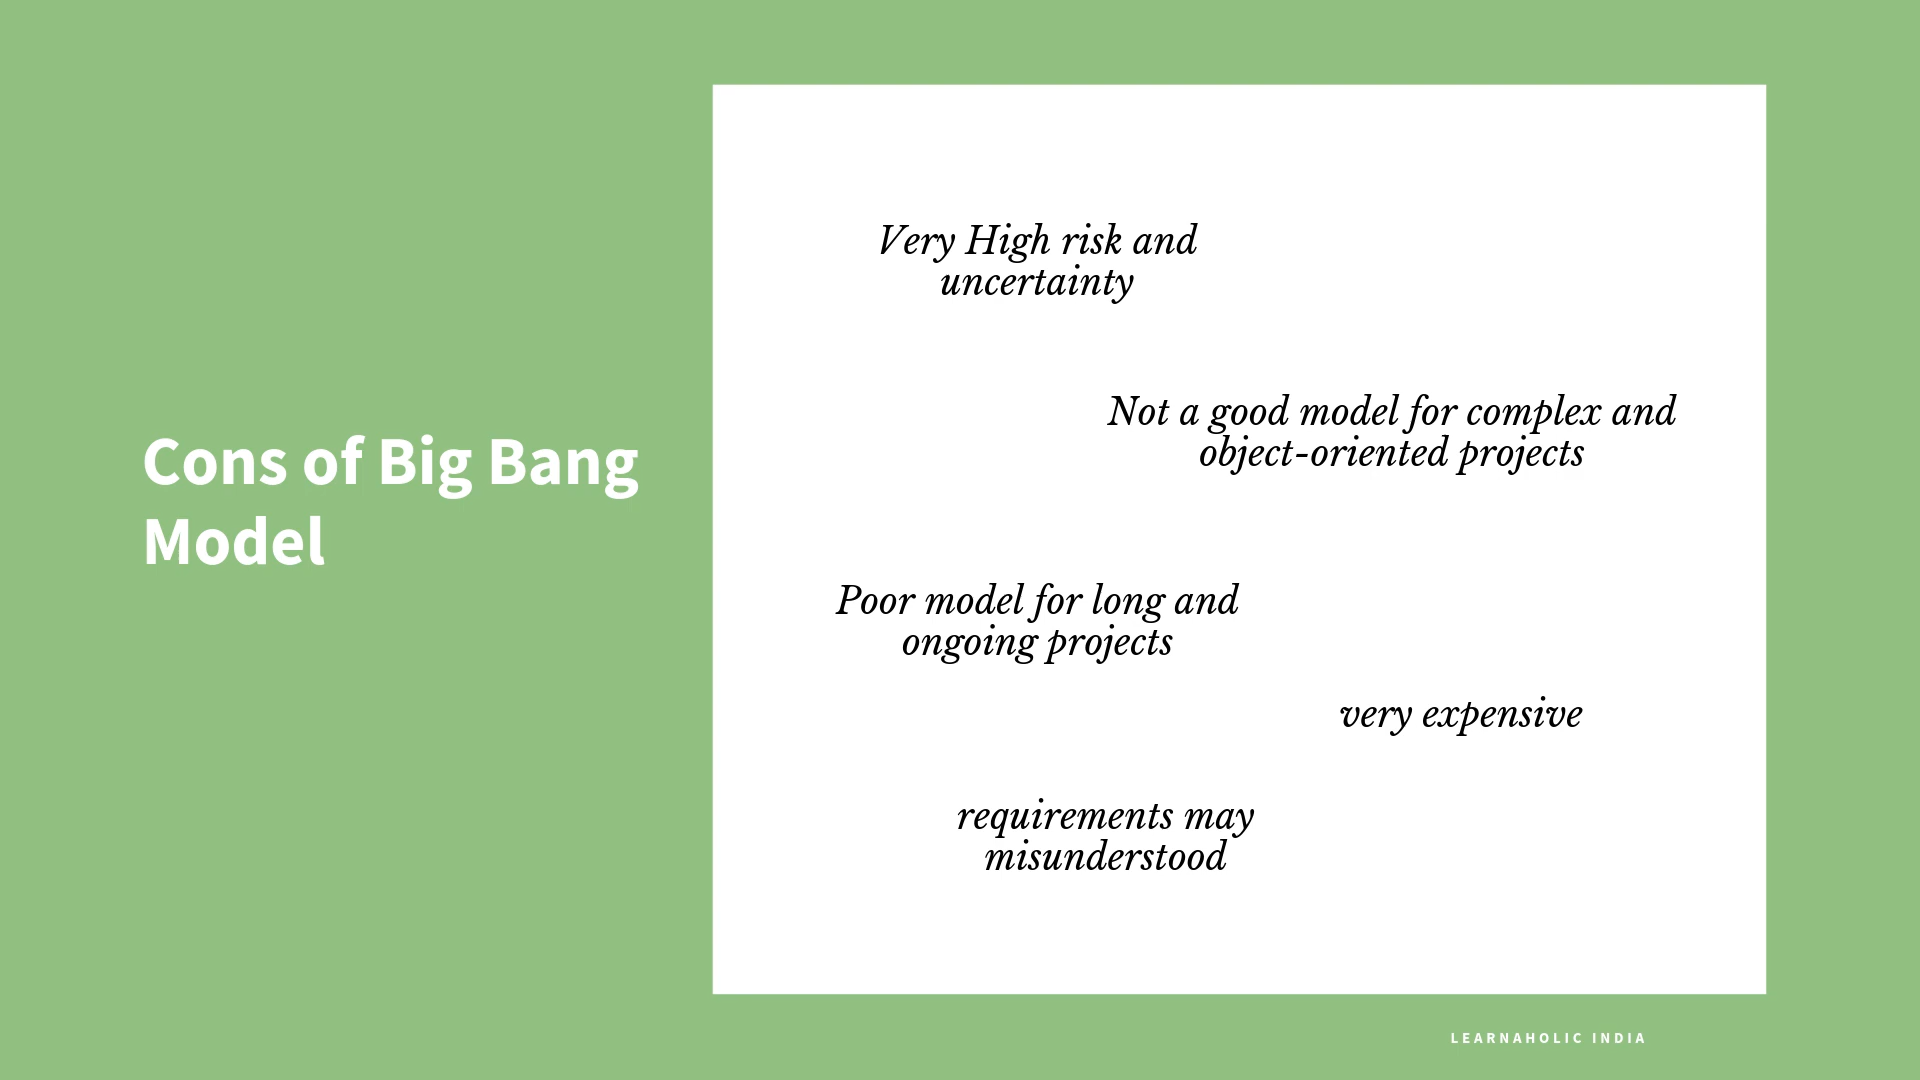 Cons of Big Bang
Model
Very High risk and
uncertainty
Not a good model for complex and
object-oriented projects
Poor model for long and
ongoing projects
very expensive
requirements may
misunderstood
LEARNAHOLIC INDIA